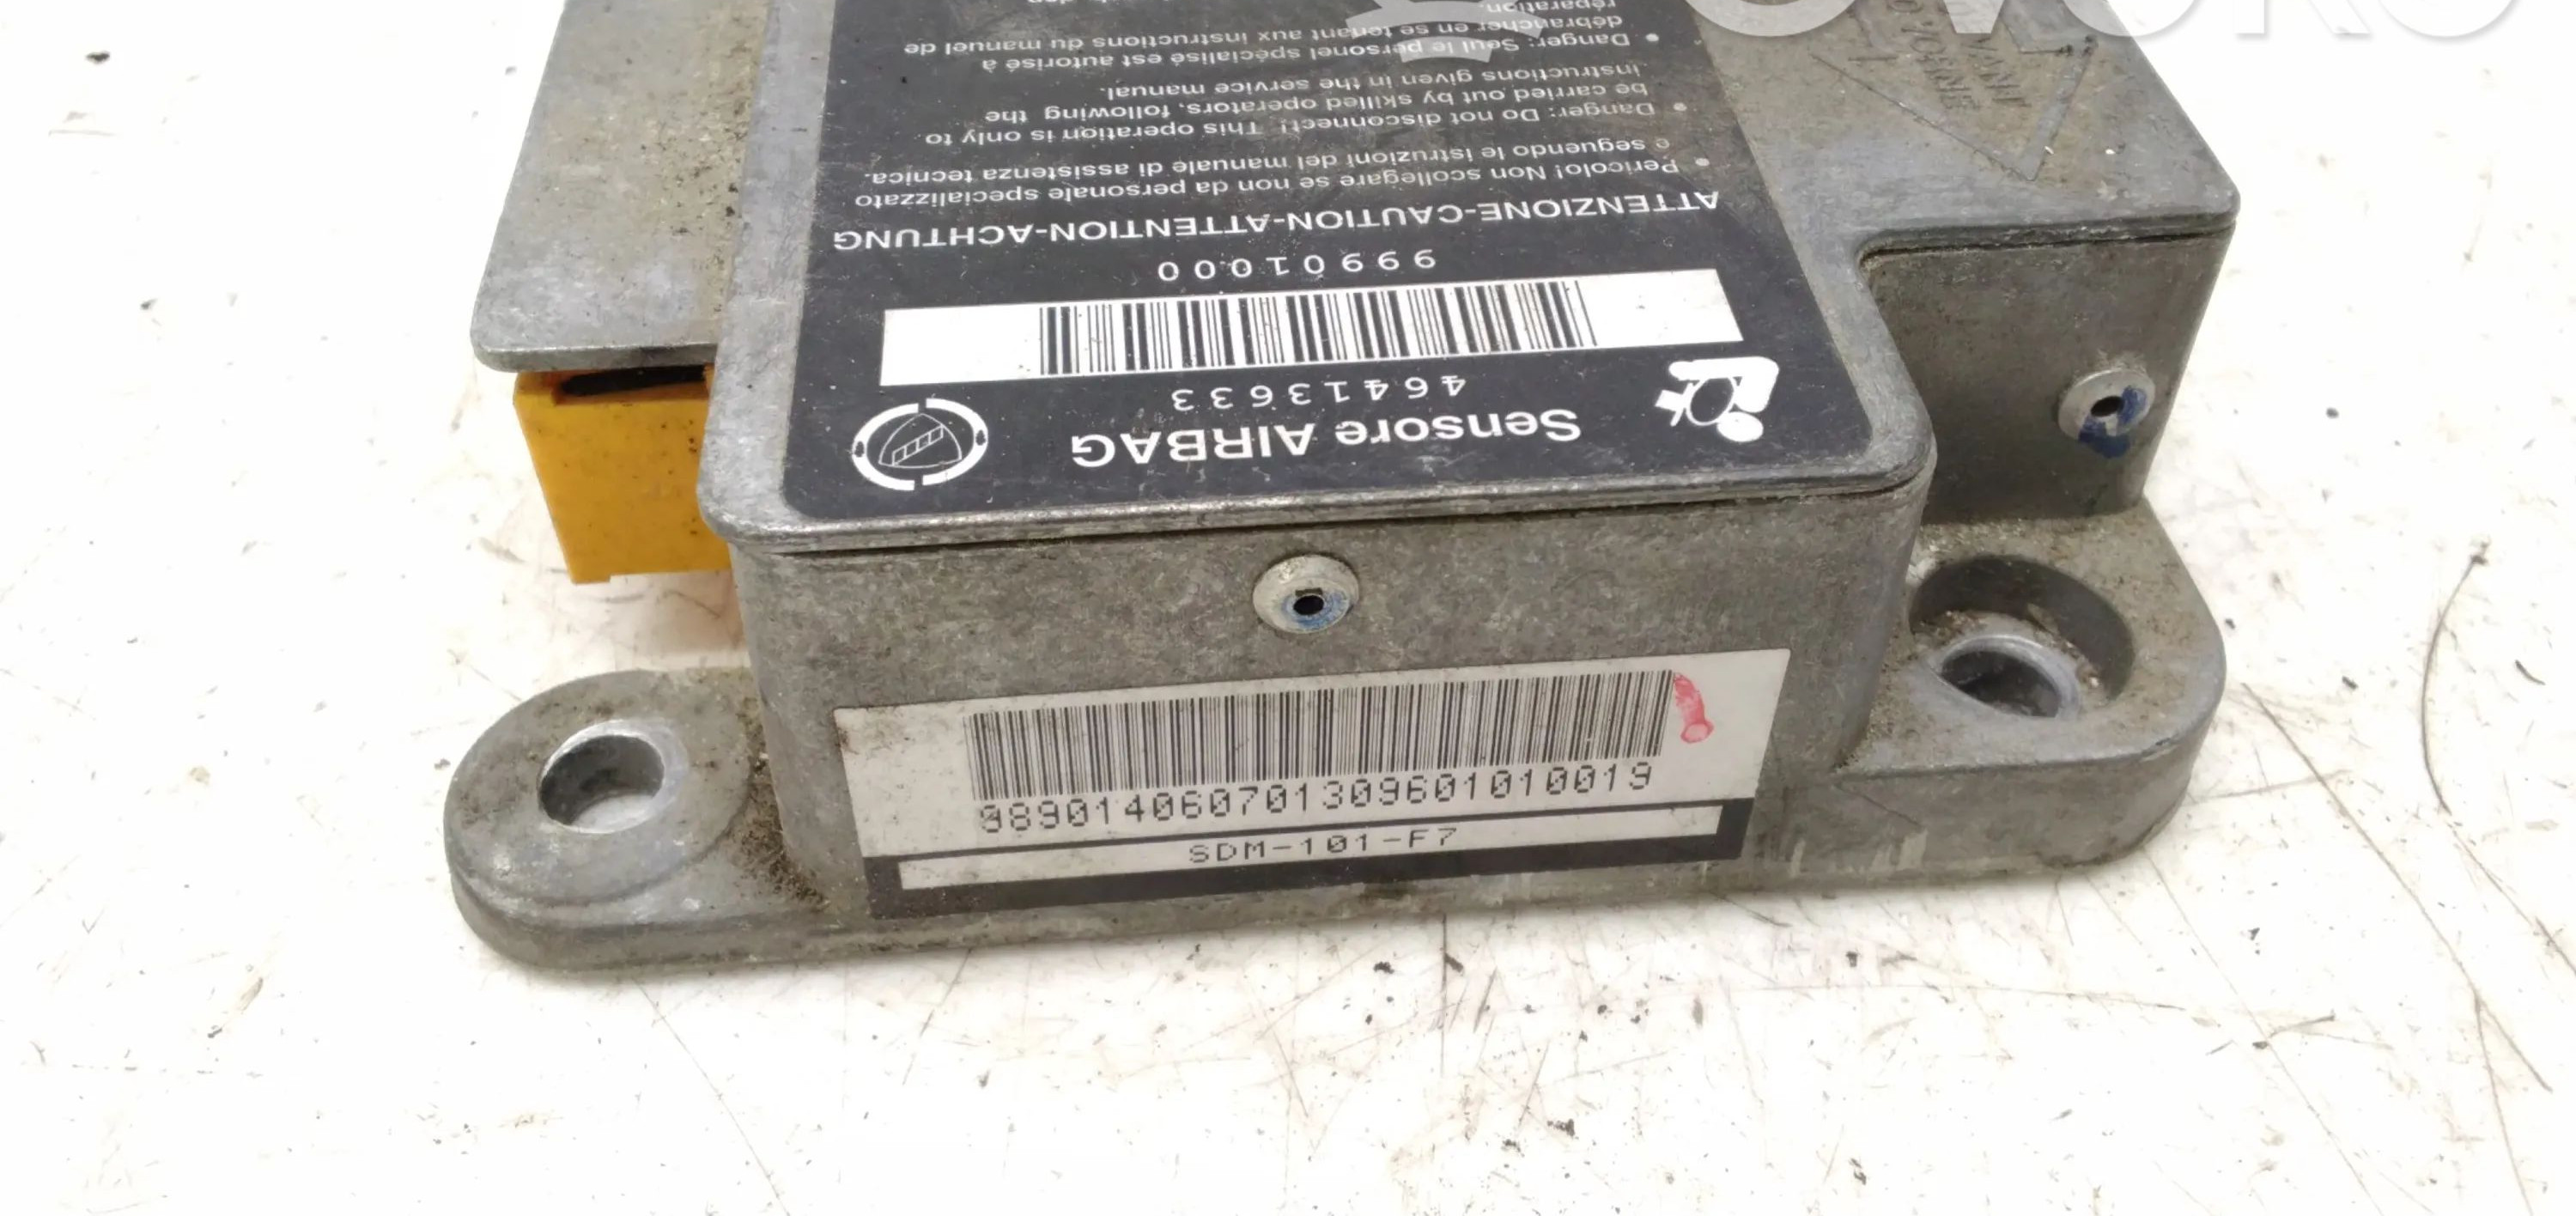 Sensore AIRBAG
46413633
99901000
ATTENZIONE-CAUTION-ATTENTION-ACHTUNG
• Pericolo! Non scollegare se non da personale specializzato
e seguendo le istruzioni del manuale di assistenza tecnica.
• Danger: Do not disconnect! This operation is only to
be carried out by skilled operators, following the
instructions given in the service manual.
• Danger: Seul le personel spécialisé est autorisé à
débrancher en se tenant aux instructions du manuel de
réparation.
989014060701309601010019
SDM-101-F7
OVOKO